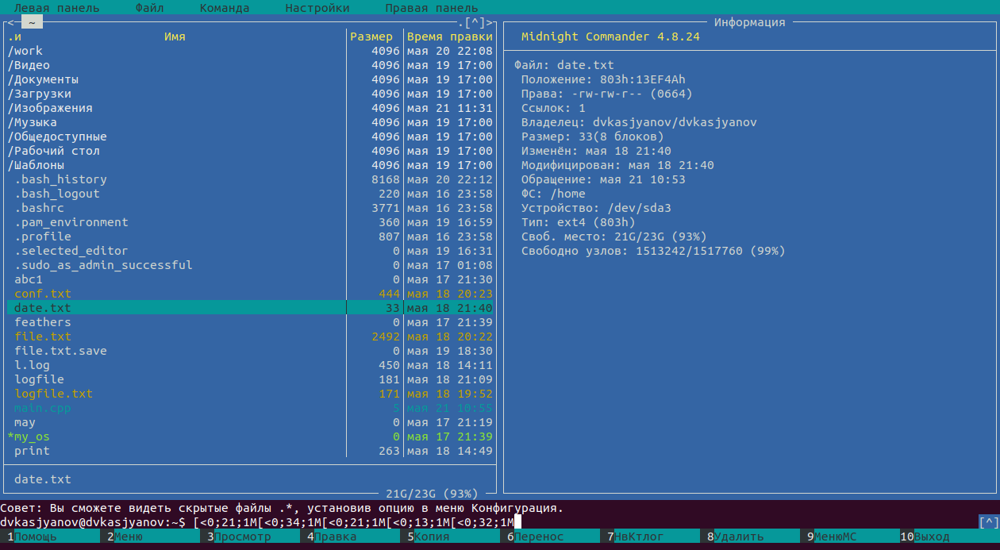 Левая панель Файл Команда Настройки Правая панель
<─ ~ .[^]>
.и Имя Размер Время правки
/work 4096 мая 20 22:08
/Видео 4096 мая 19 17:00
/Документы 4096 мая 19 17:00
/Загрузки 4096 мая 19 17:00
/Изображения 4096 мая 21 11:31
/Музыка 4096 мая 19 17:00
/Общедоступные 4096 мая 19 17:00
/Рабочий стол 4096 мая 19 17:00
/Шаблоны 4096 мая 19 17:00
.bash_history 8168 мая 20 22:12
.bash_logout 220 мая 16 23:58
.bashrc 3771 мая 16 23:58
.pam_environment 360 мая 19 16:59
.profile 807 мая 16 23:58
.selected_editor 0 мая 19 16:31
.sudo_as_admin_successful 0 мая 17 01:08
abc1 0 мая 17 21:30
conf.txt 444 мая 18 20:23
date.txt 33 мая 18 21:40
feathers 0 мая 17 21:39
file.txt 2492 мая 18 20:22
file.txt.save 0 мая 19 18:30
l.log 450 мая 18 14:11
logfile 181 мая 18 21:09
logfile.txt 171 мая 18 19:52
main.cpp 5 мая 21 10:55
may 0 мая 17 21:19
*my_os 0 мая 17 21:39
print 263 мая 18 14:49
date.txt
21G/23G (93%)
Информация
Midnight Commander 4.8.24
Файл: date.txt
Положение: 803h:13EF4Ah
Права: -rw-rw-r-- (0664)
Ссылок: 1
Владелец: dvkasjyanov/dvkasjyanov
Размер: 33(8 блоков)
Изменён: мая 18 21:40
Модифицирован: мая 18 21:40
Обращение: мая 21 10:53
ФС: /home
Устройство: /dev/sda3
Тип: ext4 (803h)
Своб. место: 21G/23G (93%)
Свободно узлов: 1513242/1517760 (99%)
Совет: Вы сможете видеть скрытые файлы .*, установив опцию в меню Конфигурация.
dvkasjyanov@dvkasjyanov:~$ [<0;21;1M[<0;34;1M[<0;21;1M[<0;13;1M[<0;32;1M [^]
1Помощь 2Меню 3Просмотр 4Правка 5Копия 6Перенос 7НвКтлог 8Удалить 9МенюМС 10Выход